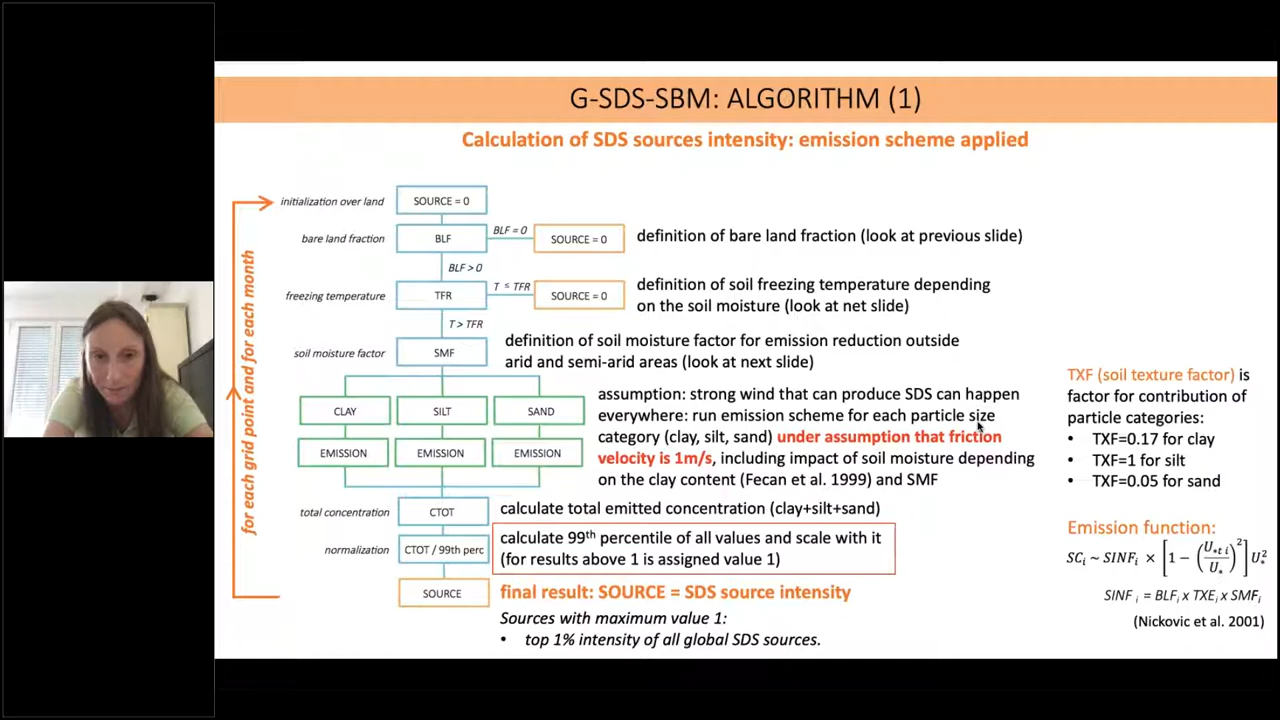 G-SDS-SBM: ALGORITHM (1)
Calculation of SDS sources intensity: emission scheme applied
for each grid point and for each month
initialization over land
SOURCE = 0
bare land fraction
BLF
BLF = 0
SOURCE = 0
definition of bare land fraction (look at previous slide)
BLF > 0
freezing temperature
TFR
T ≤ TFR
SOURCE = 0
definition of soil freezing temperature depending
on the soil moisture (look at net slide)
T > TFR
soil moisture factor
SMF
definition of soil moisture factor for emission reduction outside
arid and semi-arid areas (look at next slide)
CLAY
SILT
SAND
EMISSION
EMISSION
EMISSION
assumption: strong wind that can produce SDS can happen
everywhere: run emission scheme for each particle size
category (clay, silt, sand) under assumption that friction
velocity is 1m/s, including impact of soil moisture depending
on the clay content (Fecan et al. 1999) and SMF
total concentration
CTOT
calculate total emitted concentration (clay+silt+sand)
normalization
CTOT / 99th perc
calculate 99th percentile of all values and scale with it
(for results above 1 is assigned value 1)
SOURCE
final result: SOURCE = SDS source intensity
Sources with maximum value 1:
• top 1% intensity of all global SDS sources.
TXF (soil texture factor) is
factor for contribution of
particle categories:
• TXF=0.17 for clay
• TXF=1 for silt
• TXF=0.05 for sand
Emission function:
SC_i ~ SINF_i × [1 − (U_{*t i} / U_*)^2] U_*^2
SINF_i = BLF_i x TXE_i x SMF_i
(Nickovic et al. 2001)